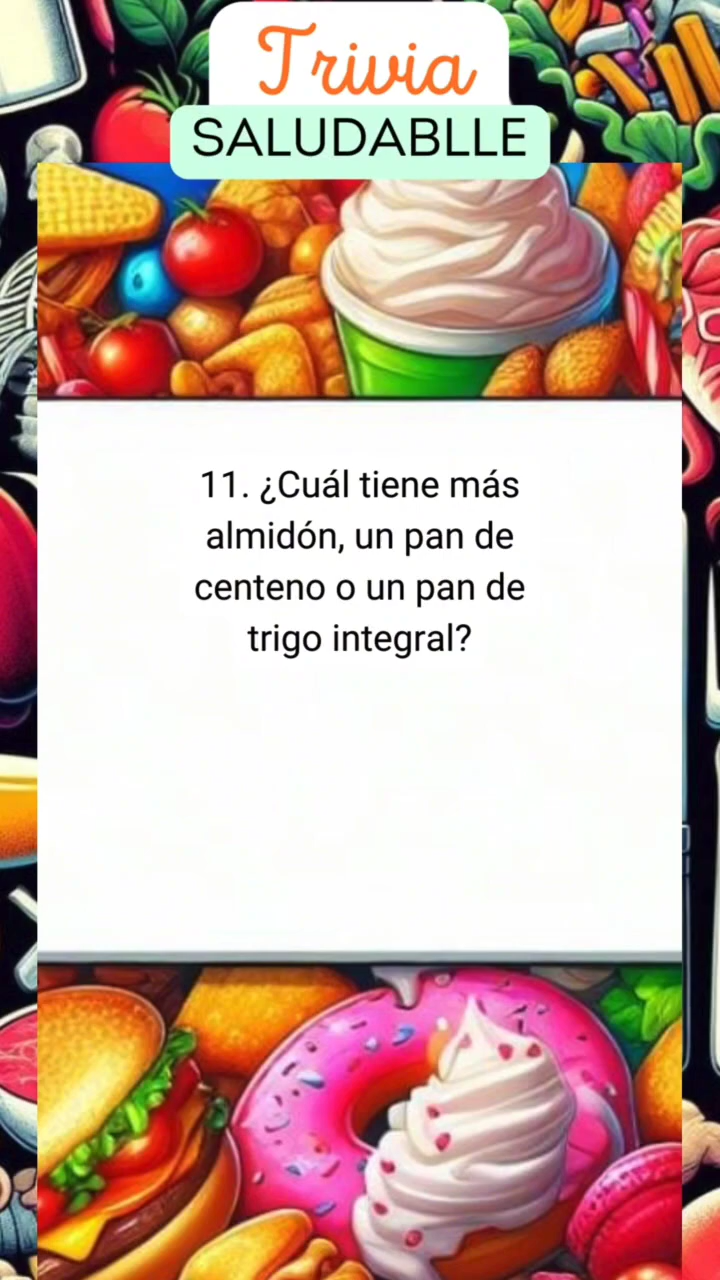 Trivia
SALUDABLLE
11. ¿Cuál tiene más
almidón, un pan de
centeno o un pan de
trigo integral?